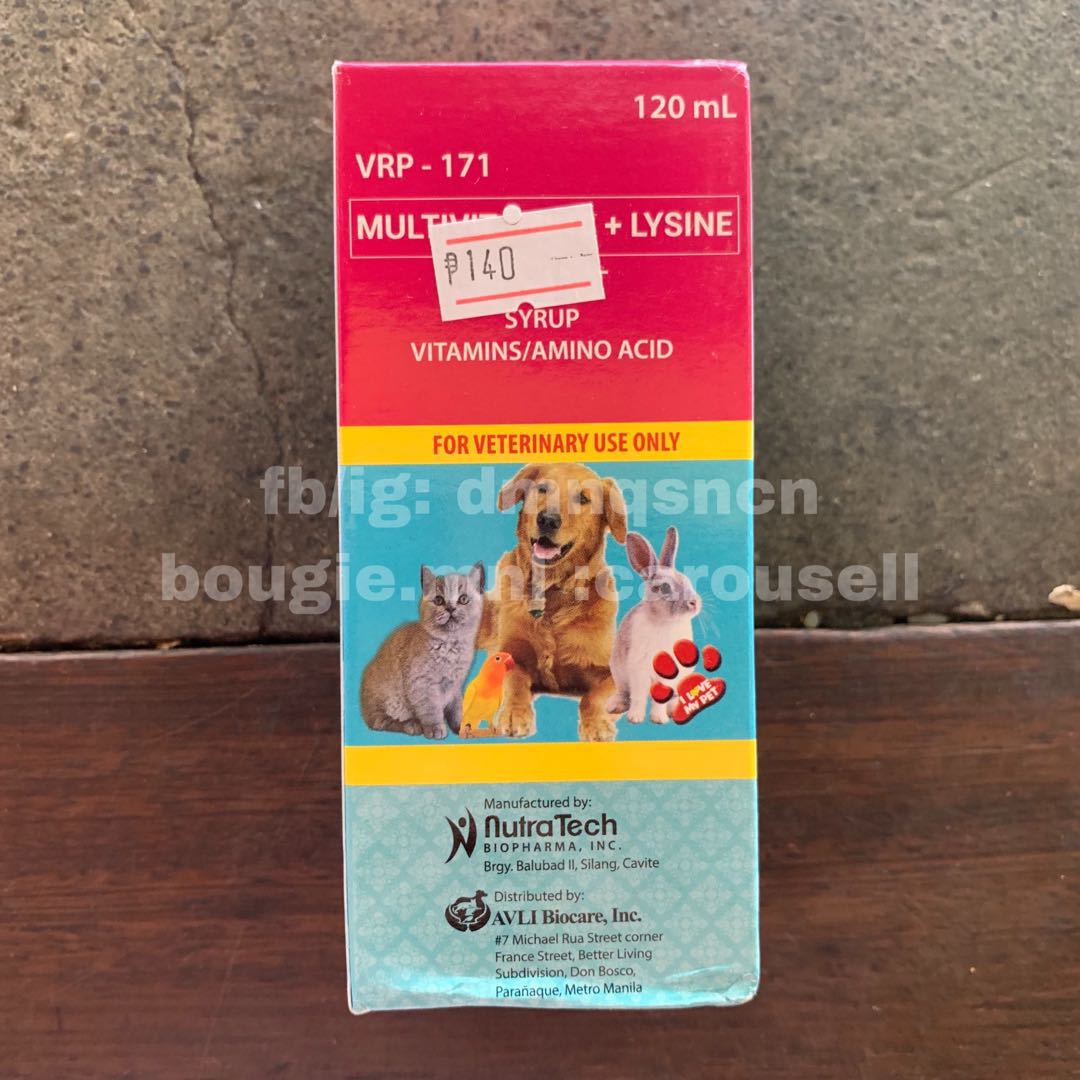 120 mL
VRP - 171
+ LYSINE
₱140
SYRUP
VITAMINS/AMINO ACID
FOR VETERINARY USE ONLY
fb/ig:
bougie.mnl :carousell
I LOVE
MY PET
Manufactured by:
NutraTech
BIOPHARMA, INC.
Brgy. Balubad II, Silang, Cavite
Distributed by:
AVLI Biocare, Inc.
#7 Michael Rua Street corner
France Street, Better Living
Subdivision, Don Bosco,
Parañaque, Metro Manila